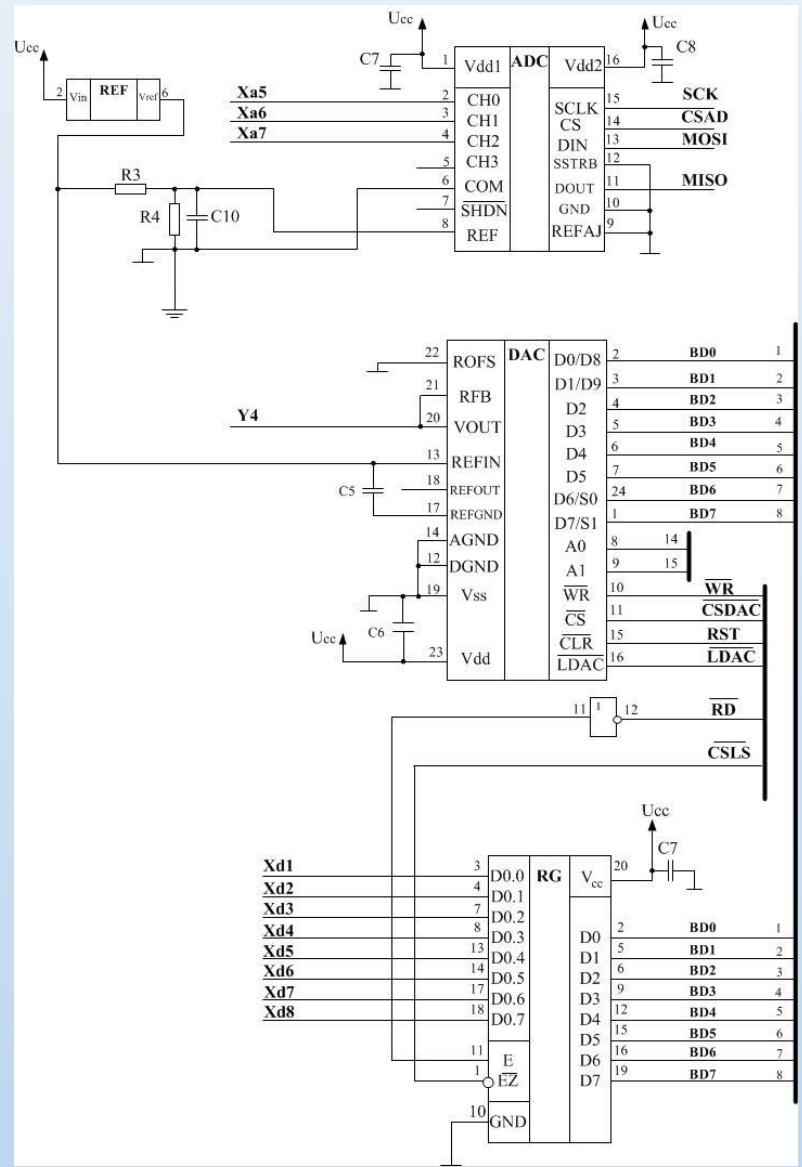 Ucc
Ucc
Ucc
C7
C8
2 Vin REF Vref 6
1 Vdd1 ADC Vdd2 16
Xa5 2 CH0
Xa6 3 CH1
Xa7 4 CH2
5 CH3
6 COM
7 SHDN
8 REF
SCLK 15 SCK
CS 14 CSAD
DIN 13 MOSI
SSTRB 12
DOUT 11 MISO
GND 10
REFAJ 9
R3
R4
C10
22 ROFS DAC
21 RFB
Y4 20 VOUT
13 REFIN
18 REFOUT
17 REFGND
14 AGND
12 DGND
19 Vss
23 Vdd
C5
C6
Ucc
D0/D8 2 BD0 1
D1/D9 3 BD1 2
D2 4 BD2 3
D3 5 BD3 4
D4 6 BD4 5
D5 7 BD5 6
D6/S0 24 BD6 7
D7/S1 1 BD7 8
A0 8 14
A1 9 15
WR 10 WR
CS 11 CSDAC
CLR 15 RST
LDAC 16 LDAC
11 1 12 RD
CSLS
Ucc
C7
Xd1 3 D0.0
Xd2 4 D0.1
Xd3 7 D0.2
Xd4 8 D0.3
Xd5 13 D0.4
Xd6 14 D0.5
Xd7 17 D0.6
Xd8 18 D0.7
11 E
1 EZ
10 GND
RG Vcc 20
D0 2 BD0 1
D1 5 BD1 2
D2 6 BD2 3
D3 9 BD3 4
D4 12 BD4 5
D5 15 BD5 6
D6 16 BD6 7
D7 19 BD7 8